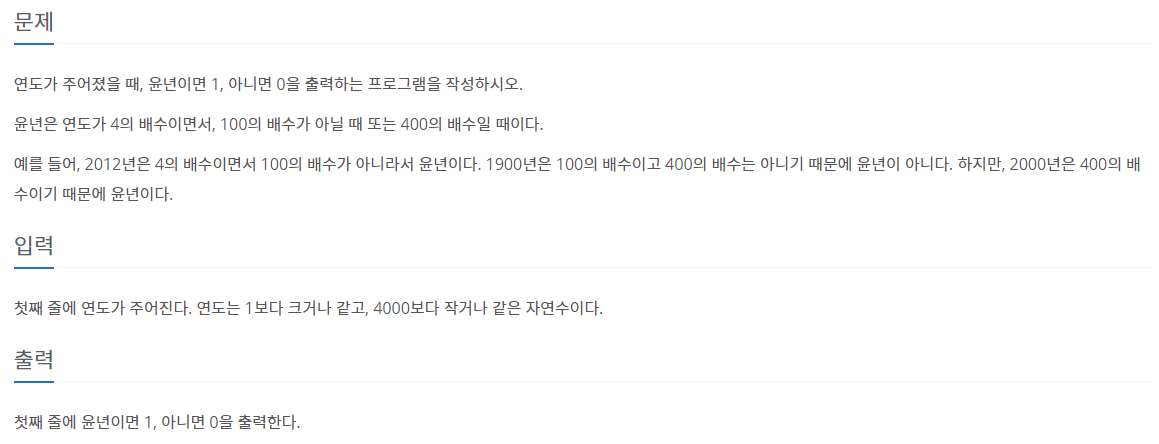 문제
연도가 주어졌을 때, 윤년이면 1, 아니면 0을 출력하는 프로그램을 작성하시오.
윤년은 연도가 4의 배수이면서, 100의 배수가 아닐 때 또는 400의 배수일 때이다.
예를 들어, 2012년은 4의 배수이면서 100의 배수가 아니라서 윤년이다. 1900년은 100의 배수이고 400의 배수는 아니기 때문에 윤년이 아니다. 하지만, 2000년은 400의 배
수이기 때문에 윤년이다.
입력
첫째 줄에 연도가 주어진다. 연도는 1보다 크거나 같고, 4000보다 작거나 같은 자연수이다.
출력
첫째 줄에 윤년이면 1, 아니면 0을 출력한다.